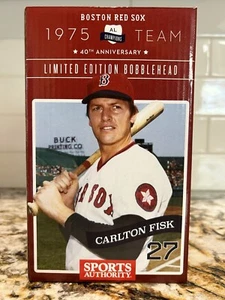 BOSTON RED SOX
1975 AL CHAMPIONS TEAM
40TH ANNIVERSARY
LIMITED EDITION BOBBLEHEAD
B
BUCK
PRINTING CO.
SOX
CARLTON FISK
27
SPORTS
AUTHORITY